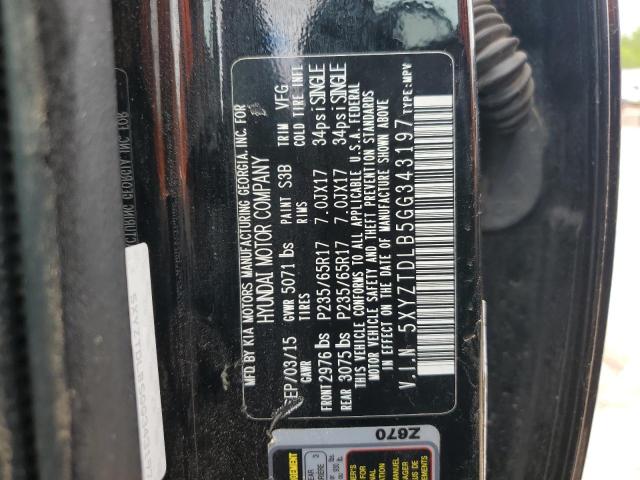 MFD BY KIA MOTORS MANUFACTURING GEORGIA, INC. FOR
HYUNDAI MOTOR COMPANY
SEP/03/15 GVWR 5071 lbs PAINT S3B TRIM VFG
GAWR TIRES RIMS COLD TIRE INFL
FRONT 2976 lbs P235/65R17 7.0JX17 34psi SINGLE
REAR 3075 lbs P235/65R17 7.0JX17 34psi SINGLE
THIS VEHICLE CONFORMS TO ALL APPLICABLE U.S.A. FEDERAL
MOTOR VEHICLE SAFETY AND THEFT PREVENTION STANDARDS
IN EFFECT ON THE DATE OF MANUFACTURE SHOWN ABOVE.
V.I.N 5XYZTDLB5GG343197 TYPE:MPV
Z670
5XYZTDLB5GG343197